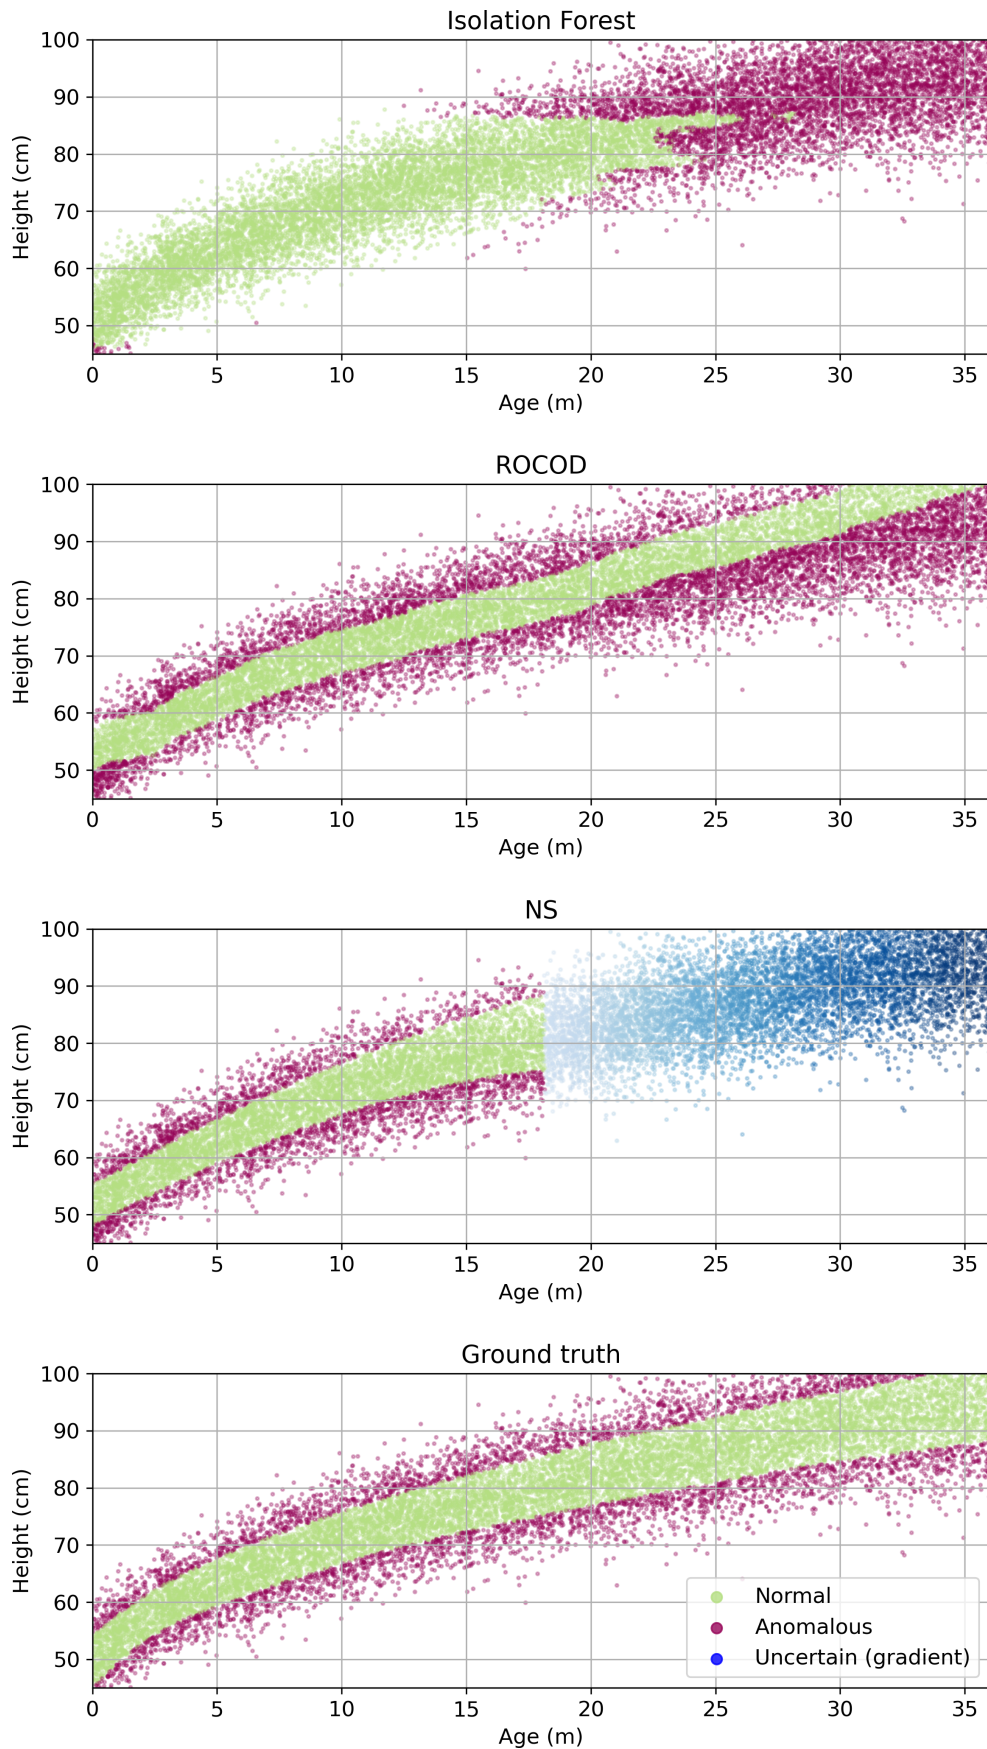 Isolation Forest
100
90
80
70
60
50
Height (cm)
0 5 10 15 20 25 30 35
Age (m)
ROCOD
100
90
80
70
60
50
Height (cm)
0 5 10 15 20 25 30 35
Age (m)
NS
100
90
80
70
60
50
Height (cm)
0 5 10 15 20 25 30 35
Age (m)
Ground truth
100
90
80
70
60
50
Height (cm)
Normal
Anomalous
Uncertain (gradient)
0 5 10 15 20 25 30 35
Age (m)